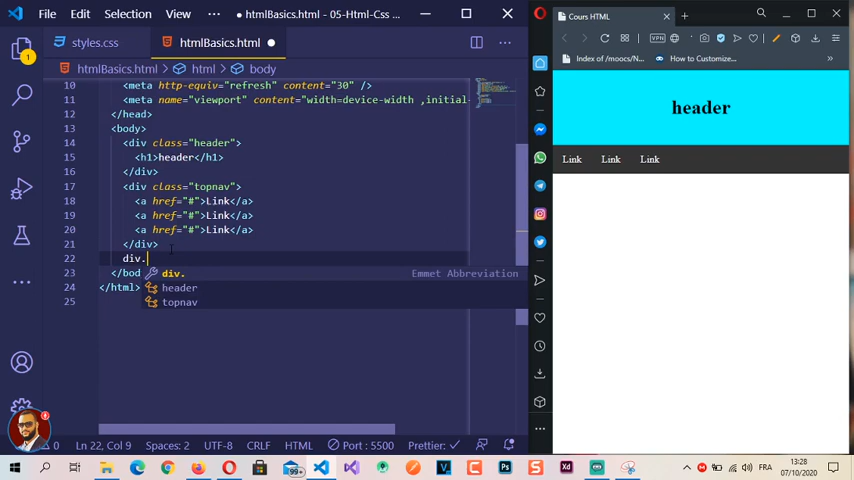 File Edit Selection View ··· ● htmlBasics.html - 05-Html-Css ...
styles.css htmlBasics.html ● ···
htmlBasics.html › html › body
10 <meta http-equiv="refresh" content="30" />
11 <meta name="viewport" content="width=device-width ,initial-
12 </head>
13 <body>
14 <div class="header">
15 <h1>header</h1>
16 </div>
17 <div class="topnav">
18 <a href="#">Link</a>
19 <a href="#">Link</a>
20 <a href="#">Link</a>
21 </div>
22 div.
23 </bod div. Emmet Abbreviation
24 </html> header
25 topnav
1
99+
0 Ln 22, Col 9 Spaces: 2 UTF-8 CRLF HTML Port : 5500 Prettier: ✓
Cours HTML
VPN
Index of /moocs/News... How to Customize... »
header
Link Link Link
FRA
13:28
07/10/2020